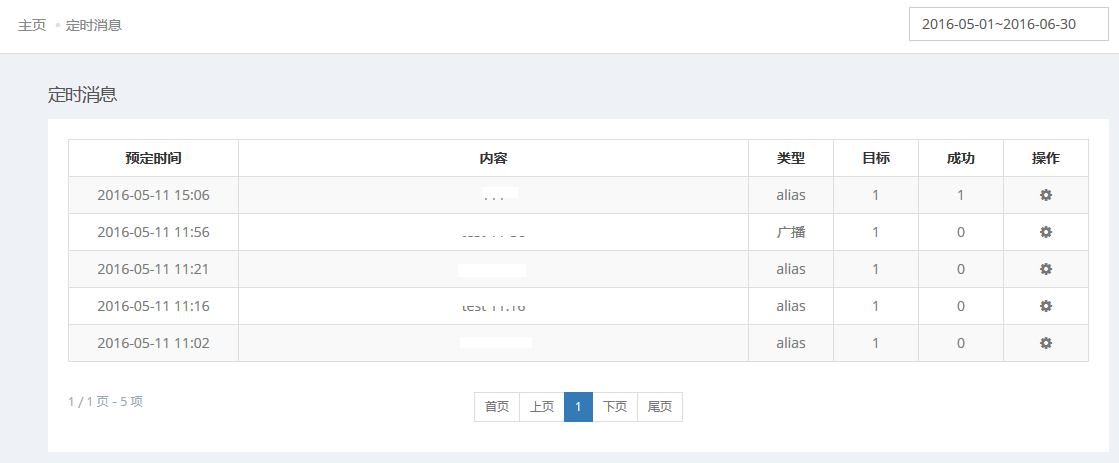 主页 定时消息 2016-05-01~2016-06-30
定时消息
预定时间 内容 类型 目标 成功 操作
2016-05-11 15:06 alias 1 1
2016-05-11 11:56 广播 1 0
2016-05-11 11:21 alias 1 0
2016-05-11 11:16 test 11:16 alias 1 0
2016-05-11 11:02 alias 1 0
1 / 1 页 - 5 项 首页 上页 1 下页 尾页